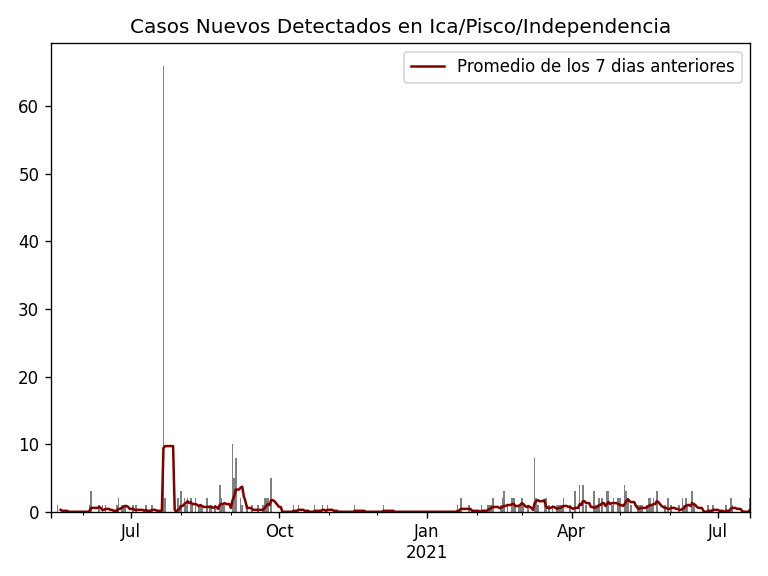 Casos Nuevos Detectados en Ica/Pisco/Independencia
Promedio de los 7 dias anteriores
60
50
40
30
20
10
0
Jul Oct Jan Apr Jul
2021